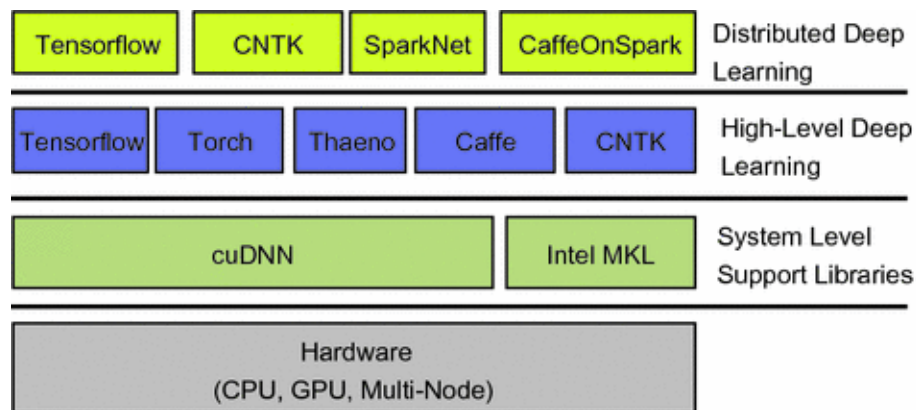 Tensorflow CNTK SparkNet CaffeOnSpark Distributed Deep
Learning
Tensorflow Torch Thaeno Caffe CNTK High-Level Deep
Learning
cuDNN Intel MKL System Level
Support Libraries
Hardware
(CPU, GPU, Multi-Node)